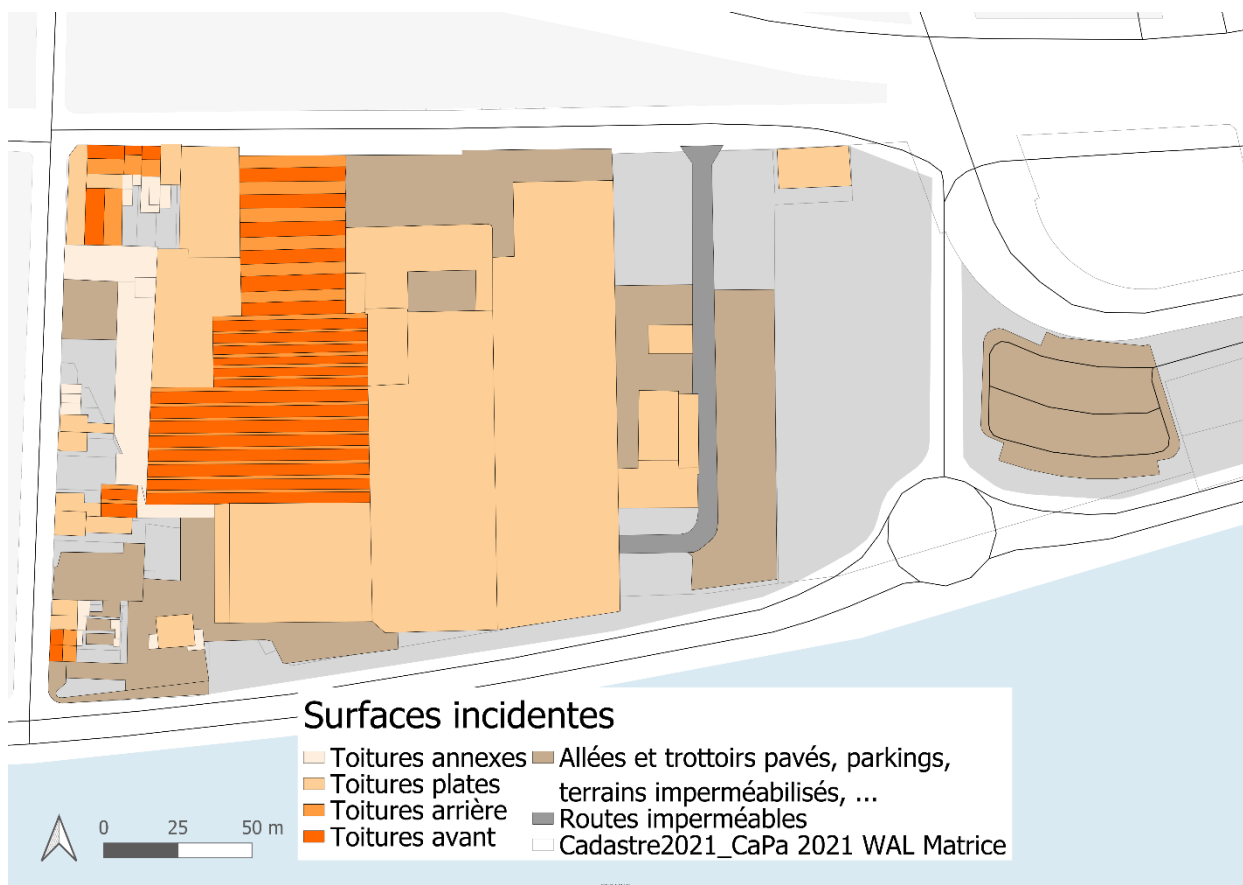 Surfaces incidentes
Toitures annexes
Toitures plates
Toitures arrière
Toitures avant
Allées et trottoirs pavés, parkings,
terrains imperméabilisés, ...
Routes imperméables
Cadastre2021_CaPa 2021 WAL Matrice
0 25 50 m